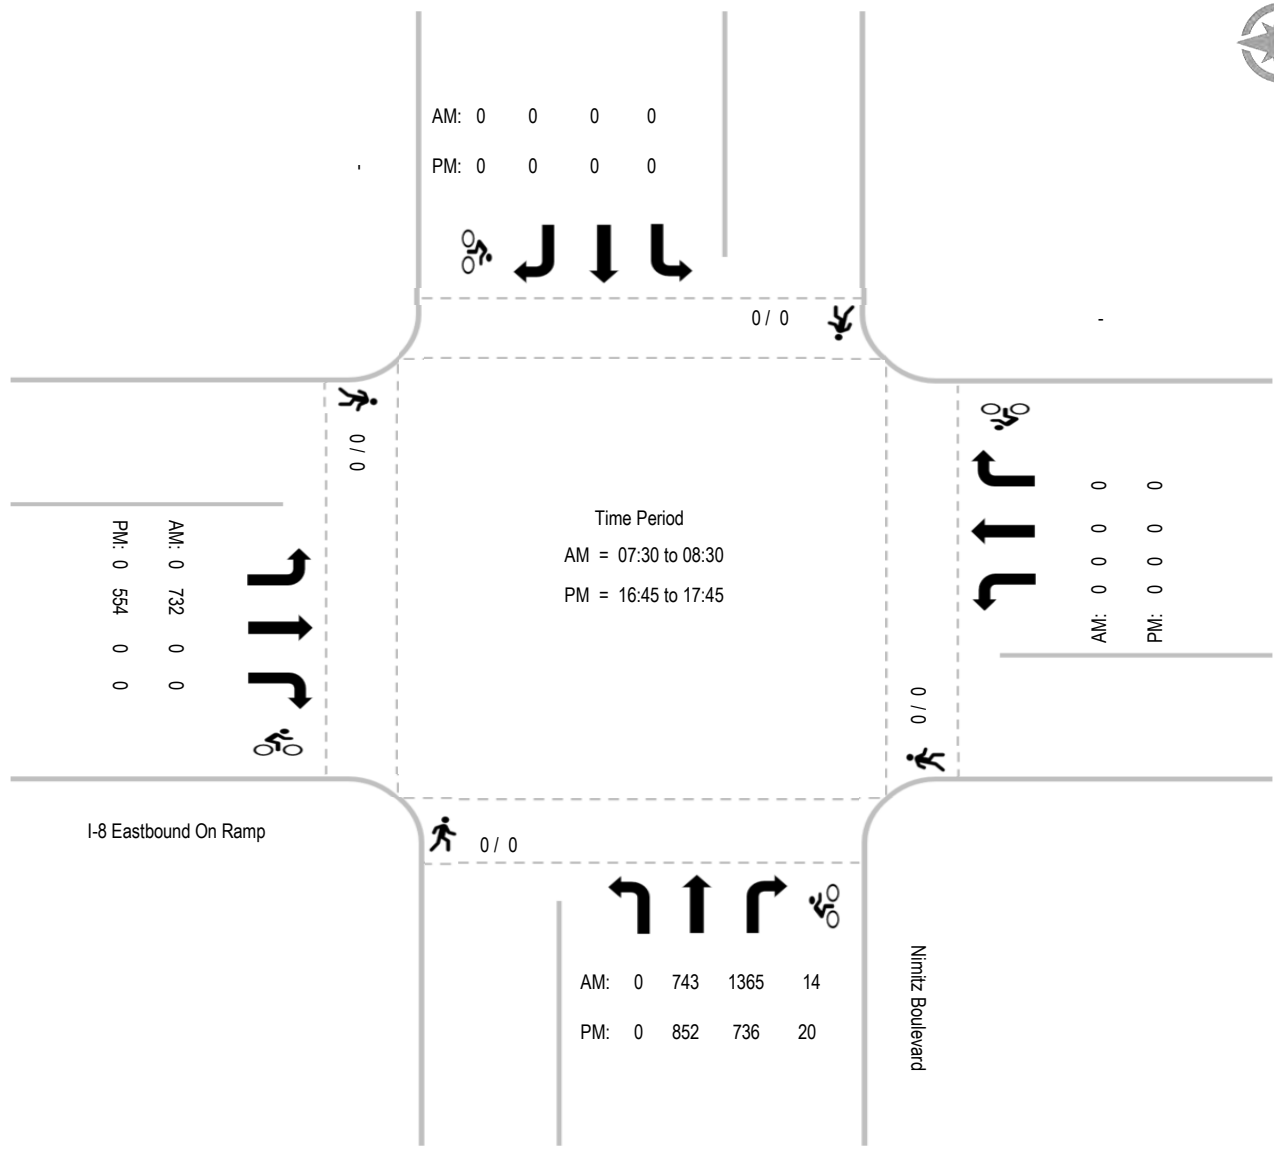 AM: 0 0 0 0
PM: 0 0 0 0
-
-
0 / 0
0 / 0
PM: 0 554 0 0
AM: 0 732 0 0
Time Period
AM = 07:30 to 08:30
PM = 16:45 to 17:45
AM: 0 0 0 0
PM: 0 0 0 0
0 / 0
I-8 Eastbound On Ramp
0 / 0
AM: 0 743 1365 14
PM: 0 852 736 20
Nimitz Boulevard